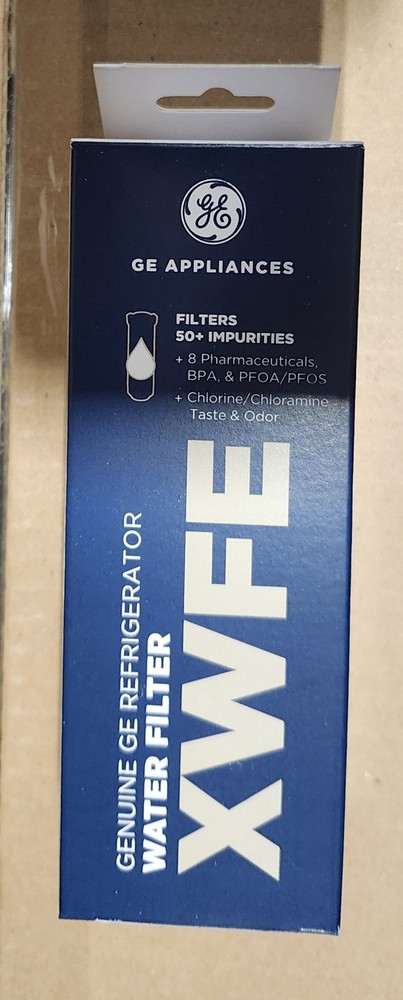 GE
GE APPLIANCES
FILTERS
50+ IMPURITIES
+ 8 Pharmaceuticals,
BPA, & PFOA/PFOS
+ Chlorine/Chloramine
Taste & Odor
GENUINE GE REFRIGERATOR
WATER FILTER
XWFE